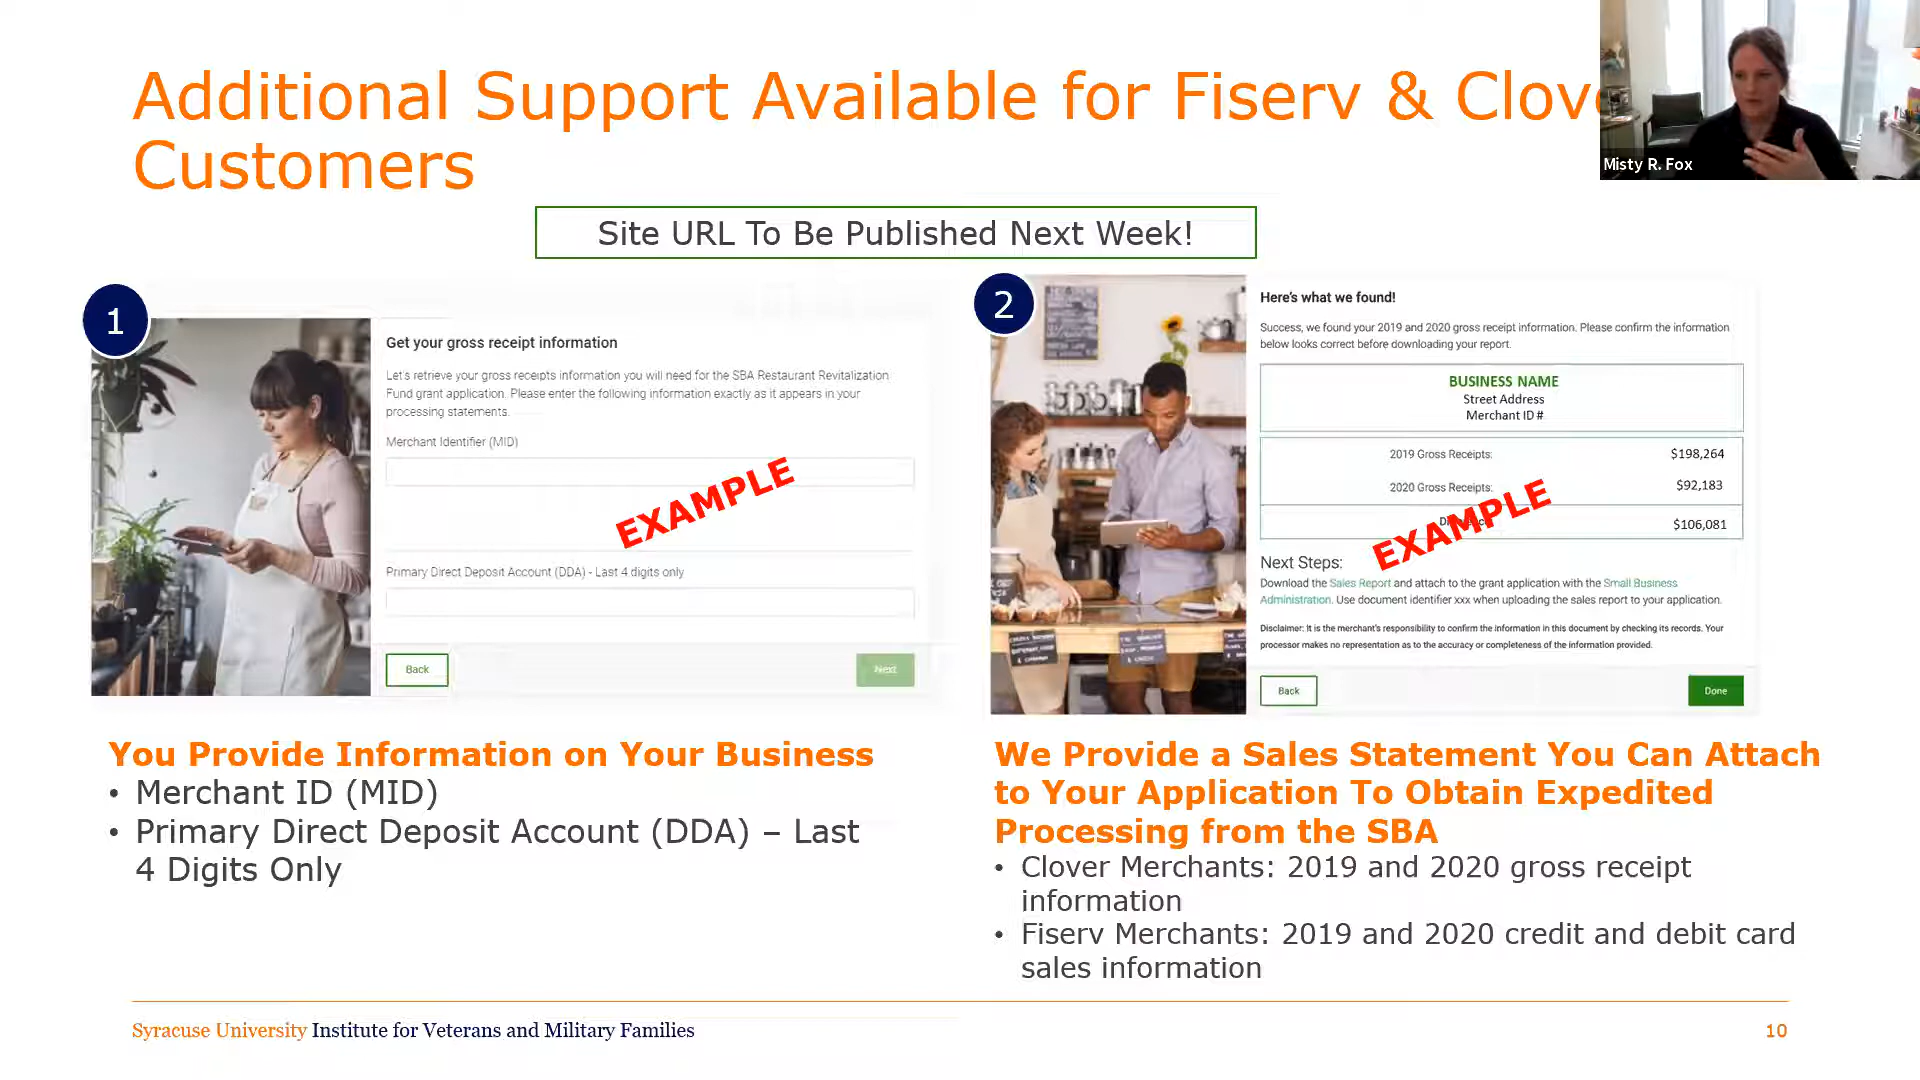 Additional Support Available for Fiserv & Clov
Customers
Misty R. Fox
Site URL To Be Published Next Week!
1
Get your gross receipt information
Let's retrieve your gross receipts information you will need for the SBA Restaurant Revitalization
Fund grant application. Please enter the following information exactly as it appears in your
processing statements.
Merchant Identifier (MID)
EXAMPLE
Primary Direct Deposit Account (DDA) - Last 4 digits only
Back
Next
2
Here's what we found!
Success, we found your 2019 and 2020 gross receipt information. Please confirm the information
below looks correct before downloading your report.
BUSINESS NAME
Street Address
Merchant ID #
2019 Gross Receipts: $198,264
2020 Gross Receipts: $92,183
$106,081
EXAMPLE
Next Steps:
Download the Sales Report and attach to the grant application with the Small Business
Administration. Use document identifier xxx when uploading the sales report to your application.
Disclaimer: It is the merchant's responsibility to confirm the information in this document by checking its records. Your
processor makes no representation as to the accuracy or completeness of the information provided.
Back
Done
You Provide Information on Your Business
• Merchant ID (MID)
• Primary Direct Deposit Account (DDA) – Last
4 Digits Only
We Provide a Sales Statement You Can Attach
to Your Application To Obtain Expedited
Processing from the SBA
• Clover Merchants: 2019 and 2020 gross receipt
information
• Fiserv Merchants: 2019 and 2020 credit and debit card
sales information
Syracuse University Institute for Veterans and Military Families
10